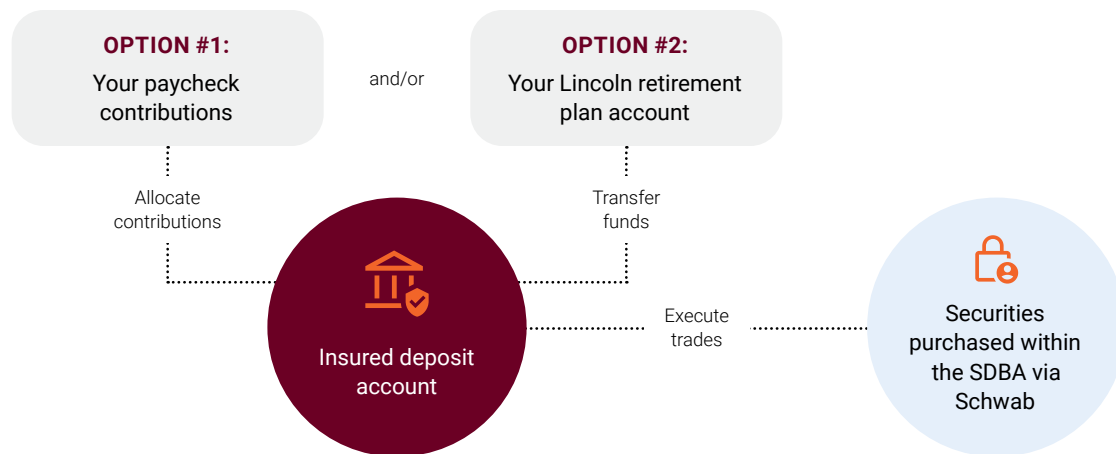 OPTION #1:
Your paycheck
contributions
and/or
OPTION #2:
Your Lincoln retirement
plan account
Allocate
contributions
Transfer
funds
Insured deposit
account
Execute
trades
Securities
purchased within
the SDBA via
Schwab